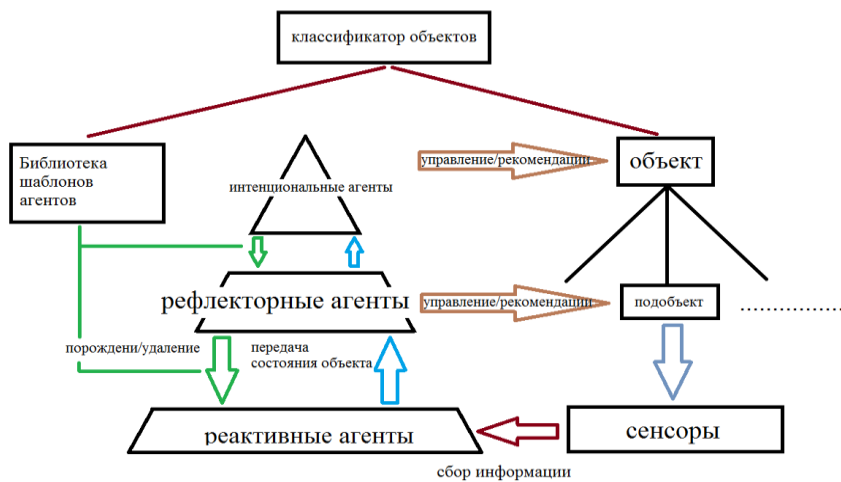 классификатор объектов
Библиотека
шаблонов
агентов
интенциональные агенты
управление/рекомендации
объект
рефлекторные агенты
управление/рекомендации
подобъект
порождени/удаление
передача
состояния объекта
реактивные агенты
сенсоры
сбор информации